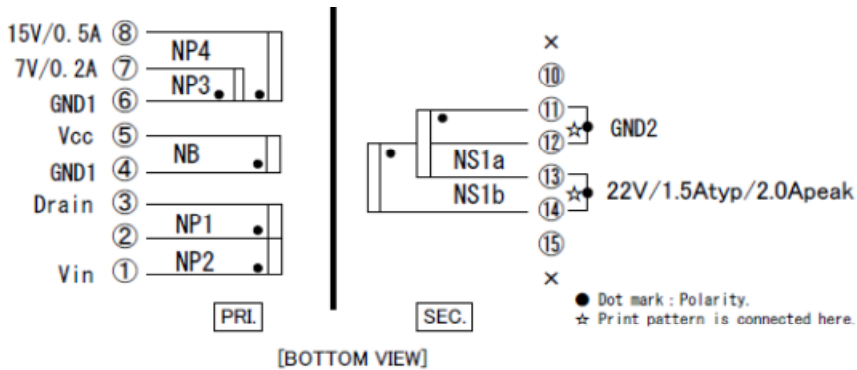 15V/0.5A ⑧
NP4
7V/0.2A ⑦
NP3
GND1 ⑥
Vcc ⑤
NB
GND1 ④
Drain ③
NP1
②
NP2
Vin ①
PRI.
×
⑩
⑪
GND2
⑫
NS1a
⑬
22V/1.5Atyp/2.0Apeak
NS1b
⑭
⑮
×
SEC.
● Dot mark : Polarity.
☆ Print pattern is connected here.
[BOTTOM VIEW]